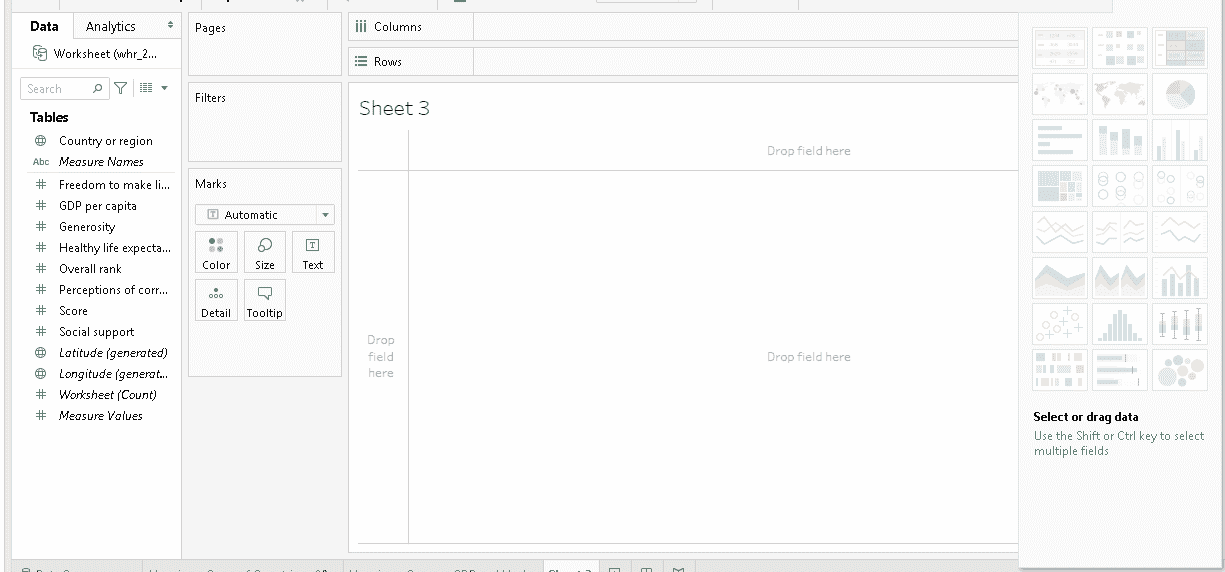 Data
Analytics
Worksheet (whr_2...
Search
Tables
Country or region
Abc Measure Names
Freedom to make li...
GDP per capita
Generosity
Healthy life expecta...
Overall rank
Perceptions of corr...
Score
Social support
Latitude (generated)
Longitude (generat...
Worksheet (Count)
Measure Values
Pages
Filters
Marks
T Automatic
Color
Size
T
Text
Detail
Tooltip
Columns
Rows
Sheet 3
Drop field here
Drop
field
here
Drop field here
Select or drag data
Use the Shift or Ctrl key to select
multiple fields
Sheet 3